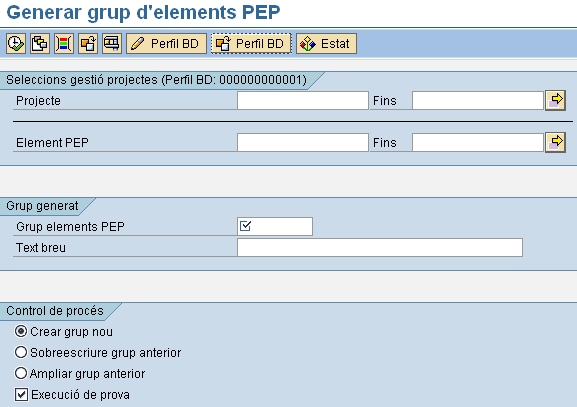 Generar grup d'elements PEP
Perfil BD Perfil BD Estat
Seleccions gestió projectes (Perfil BD: 000000000001)
Projecte Fins
Element PEP Fins
Grup generat
Grup elements PEP
Text breu
Control de procés
Crear grup nou
Sobreescriure grup anterior
Ampliar grup anterior
Execució de prova